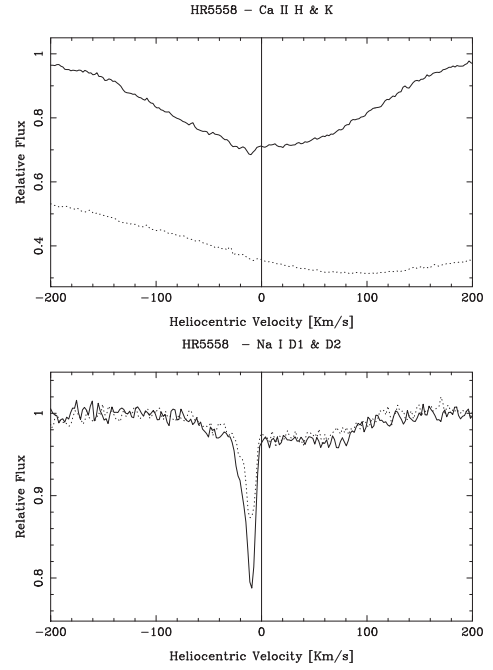 HR5558 – Ca II H & K
1
0.8
0.6
0.4
Relative Flux
−200 −100 0 100 200
Heliocentric Velocity [Km/s]
HR5558 – Na I D1 & D2
1
0.9
0.8
Relative Flux
−200 −100 0 100 200
Heliocentric Velocity [Km/s]